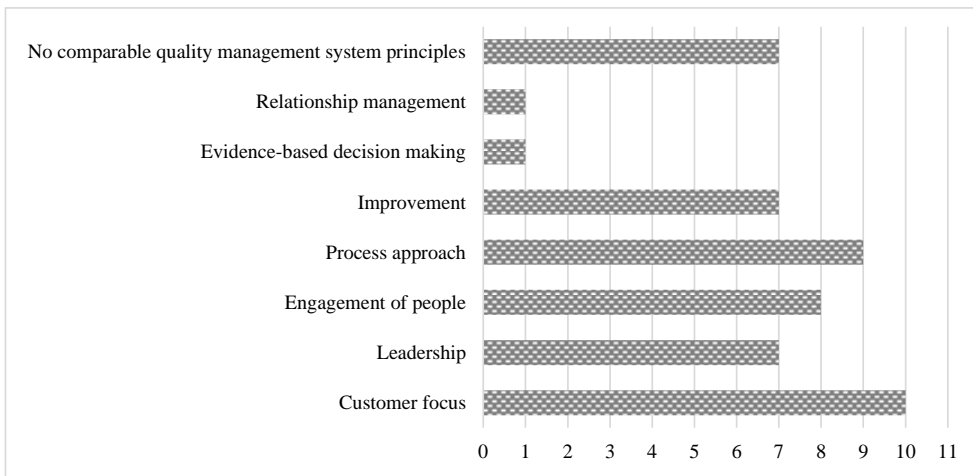 No comparable quality management system principles
Relationship management
Evidence-based decision making
Improvement
Process approach
Engagement of people
Leadership
Customer focus
0 1 2 3 4 5 6 7 8 9 10 11